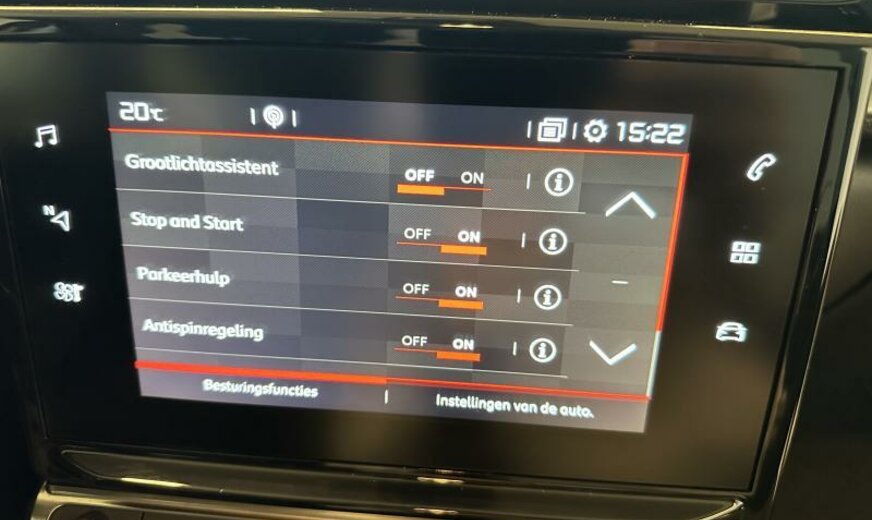 20°C 15:22
Grootlichtassistent OFF ON
Stop and Start OFF ON
Parkeerhulp OFF ON
Antispinregeling OFF ON
Besturingsfuncties Instellingen van de auto.
N